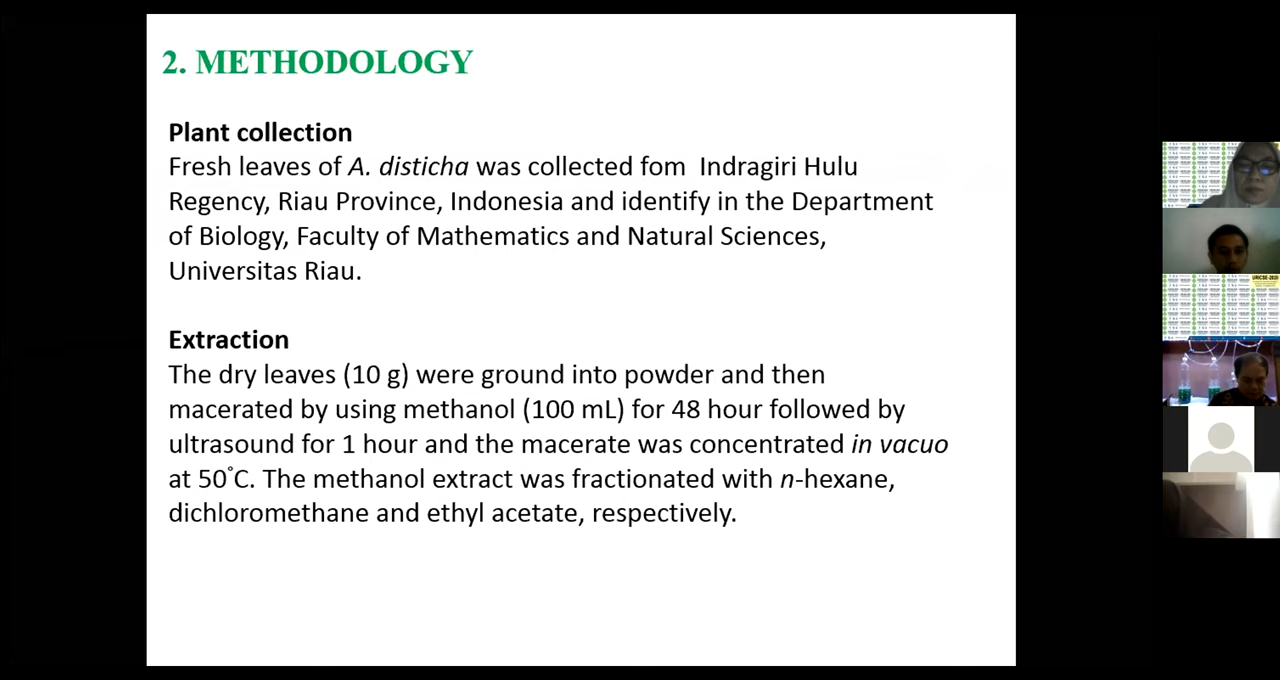 2. METHODOLOGY
Plant collection
Fresh leaves of A. disticha was collected fom Indragiri Hulu
Regency, Riau Province, Indonesia and identify in the Department
of Biology, Faculty of Mathematics and Natural Sciences,
Universitas Riau.
Extraction
The dry leaves (10 g) were ground into powder and then
macerated by using methanol (100 mL) for 48 hour followed by
ultrasound for 1 hour and the macerate was concentrated in vacuo
at 50°C. The methanol extract was fractionated with n-hexane,
dichloromethane and ethyl acetate, respectively.